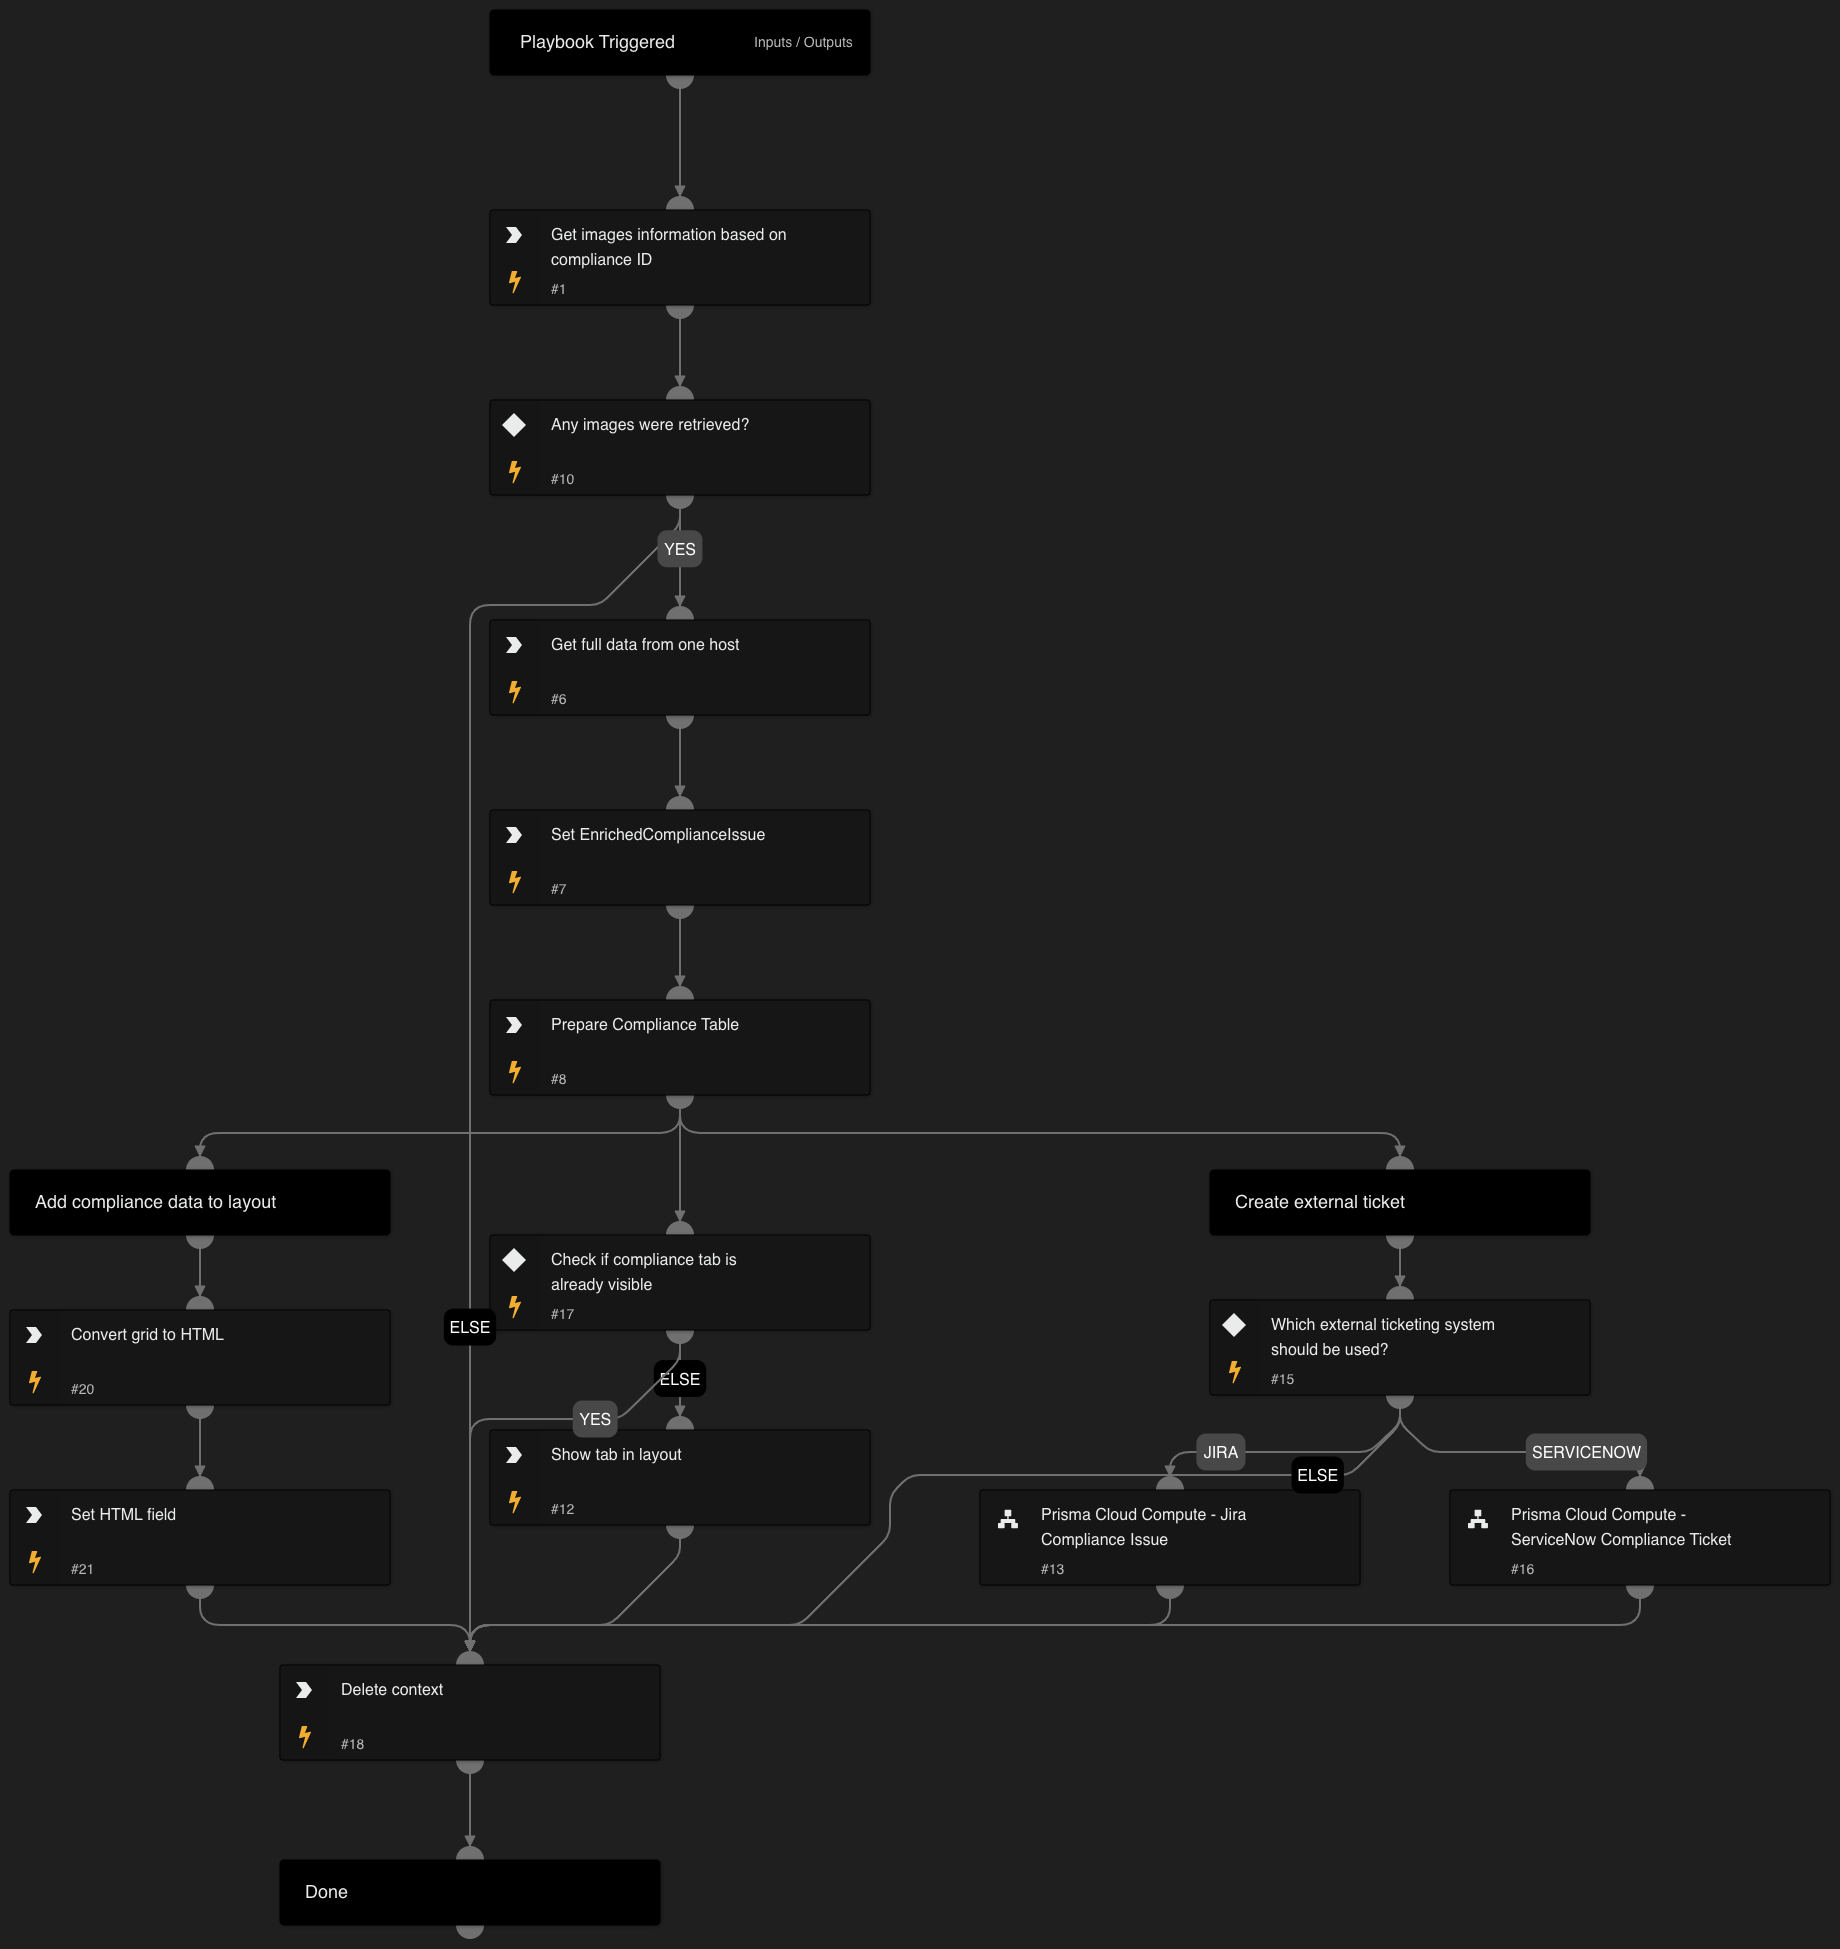 Playbook Triggered
Inputs / Outputs
Get images information based on
compliance ID
#1
Any images were retrieved?
#10
YES
Get full data from one host
#6
Set EnrichedComplianceIssue
#7
Prepare Compliance Table
#8
Add compliance data to layout
Create external ticket
Check if compliance tab is
already visible
#17
ELSE
Convert grid to HTML
#20
Which external ticketing system
should be used?
#15
ELSE
YES
JIRA
ELSE
SERVICENOW
Show tab in layout
#12
Set HTML field
#21
Prisma Cloud Compute - Jira
Compliance Issue
#13
Prisma Cloud Compute -
ServiceNow Compliance Ticket
#16
Delete context
#18
Done